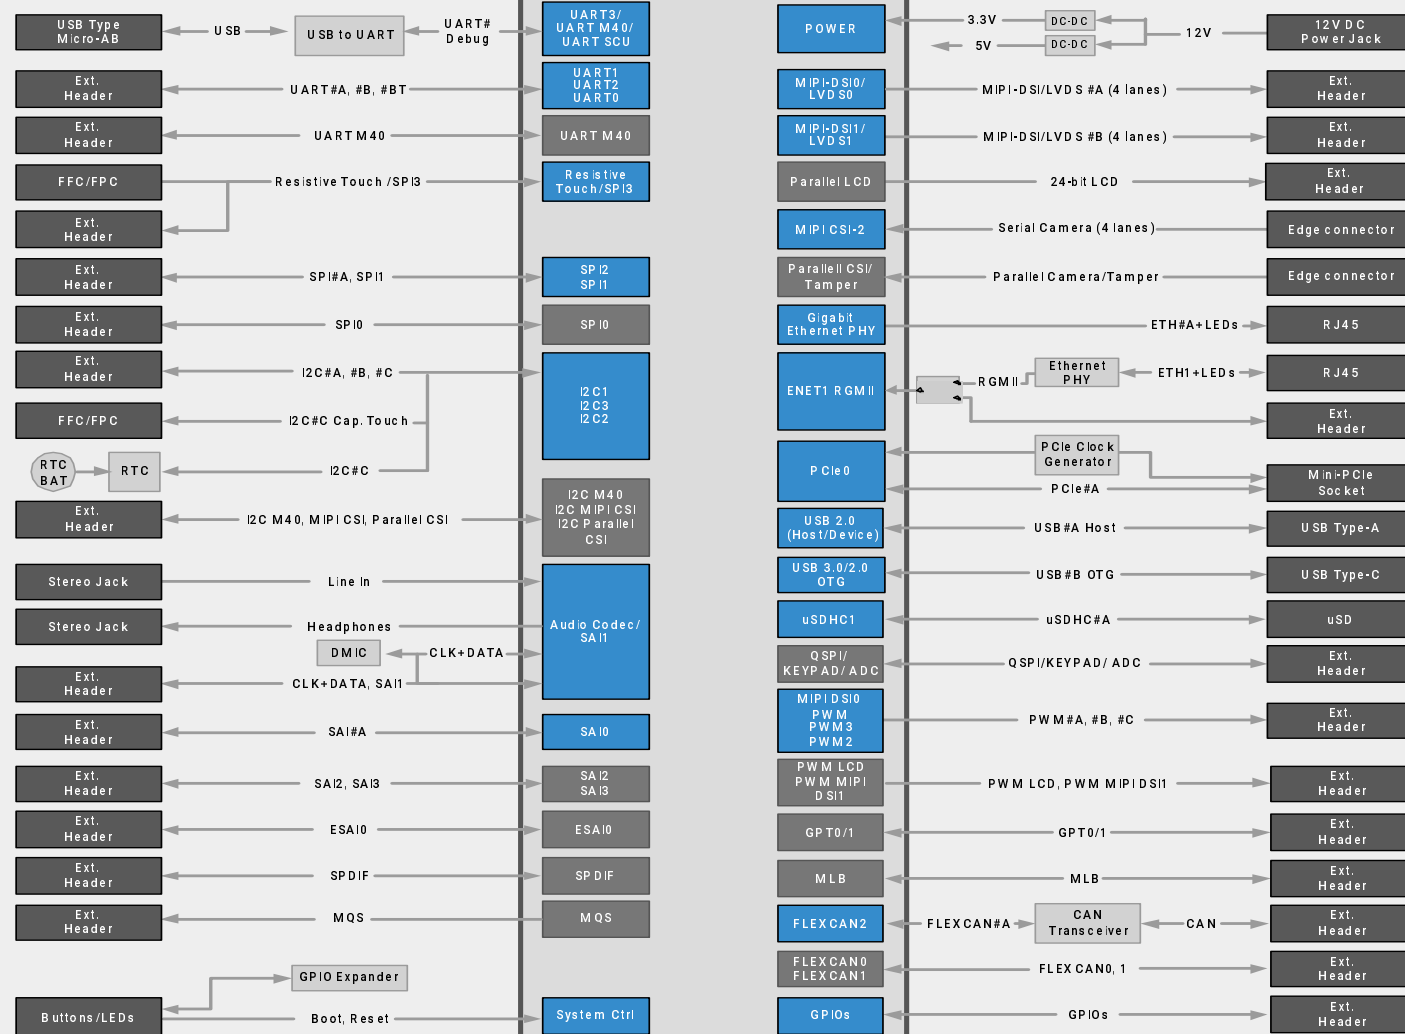 USB Type
Micro-AB
USB
USB to UART
UART#
Debug
UART3/
UART M40/
UART SCU
Ext.
Header
UART#A, #B, #BT
UART1
UART2
UART0
Ext.
Header
UART M40
UART M40
FFC/FPC
Resistive Touch /SPI3
Resistive
Touch/SPI3
Ext.
Header
Ext.
Header
SPI#A, SPI1
SPI2
SPI1
Ext.
Header
SPI0
SPI0
Ext.
Header
I2C#A, #B, #C
I2C1
I2C3
I2C2
FFC/FPC
I2C#C Cap. Touch
RTC
BAT
RTC
I2C#C
Ext.
Header
I2C M40, MIPI CSI, Parallel CSI
I2C M40
I2C MIPI CSI
I2C Parallel
CSI
Stereo Jack
Line In
Audio Codec/
SAI1
Stereo Jack
Headphones
DMIC
CLK+DATA
Ext.
Header
CLK+DATA, SAI1
Ext.
Header
SAI#A
SAI0
Ext.
Header
SAI2, SAI3
SAI2
SAI3
Ext.
Header
ESAI0
ESAI0
Ext.
Header
SPDIF
SPDIF
Ext.
Header
MQS
MQS
GPIO Expander
Buttons/LEDs
Boot, Reset
System Ctrl
POWER
3.3V
DC-DC
5V
DC-DC
12V
12V DC
Power Jack
MIPI-DSI0/
LVDS0
MIPI-DSI/LVDS #A (4 lanes)
Ext.
Header
MIPI-DSI1/
LVDS1
MIPI-DSI/LVDS #B (4 lanes)
Ext.
Header
Parallel LCD
24-bit LCD
Ext.
Header
MIPI CSI-2
Serial Camera (4 lanes)
Edge connector
Parallell CSI/
Tamper
Parallel Camera/Tamper
Edge connector
Gigabit
Ethernet PHY
ETH#A+LEDs
RJ45
ENET1 RGMII
RGMII
Ethernet
PHY
ETH1+LEDs
RJ45
Ext.
Header
PCIe0
PCIe Clock
Generator
PCIe#A
Mini-PCIe
Socket
USB 2.0
(Host/Device)
USB#A Host
USB Type-A
USB 3.0/2.0
OTG
USB#B OTG
USB Type-C
uSDHC1
uSDHC#A
uSD
QSPI/
KEYPAD/ ADC
QSPI/KEYPAD/ ADC
Ext.
Header
MIPI DSI0
PWM
PWM3
PWM2
PWM#A, #B, #C
Ext.
Header
PWM LCD
PWM MIPI
DSI1
PWM LCD, PWM MIPI DSI1
Ext.
Header
GPT0/1
GPT0/1
Ext.
Header
MLB
MLB
Ext.
Header
FLEXCAN2
FLEXCAN#A
CAN
Transceiver
CAN
Ext.
Header
FLEXCAN0
FLEXCAN1
FLEXCAN0, 1
Ext.
Header
GPIOs
GPIOs
Ext.
Header